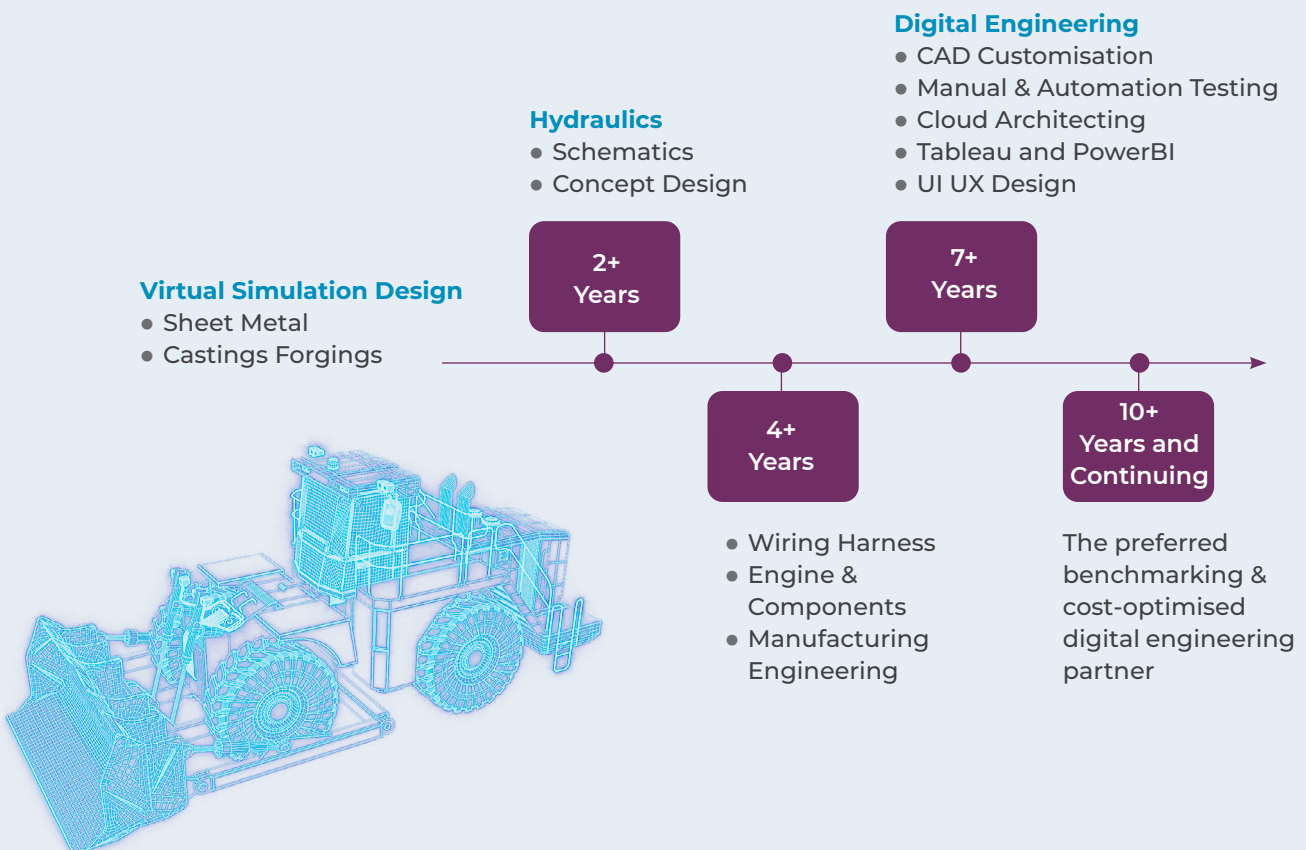 Virtual Simulation Design
● Sheet Metal
● Castings Forgings
Hydraulics
● Schematics
● Concept Design
2+
Years
4+
Years
● Wiring Harness
● Engine &
Components
● Manufacturing
Engineering
Digital Engineering
● CAD Customisation
● Manual & Automation Testing
● Cloud Architecting
● Tableau and PowerBI
● UI UX Design
7+
Years
10+
Years and
Continuing
The preferred
benchmarking &
cost-optimised
digital engineering
partner